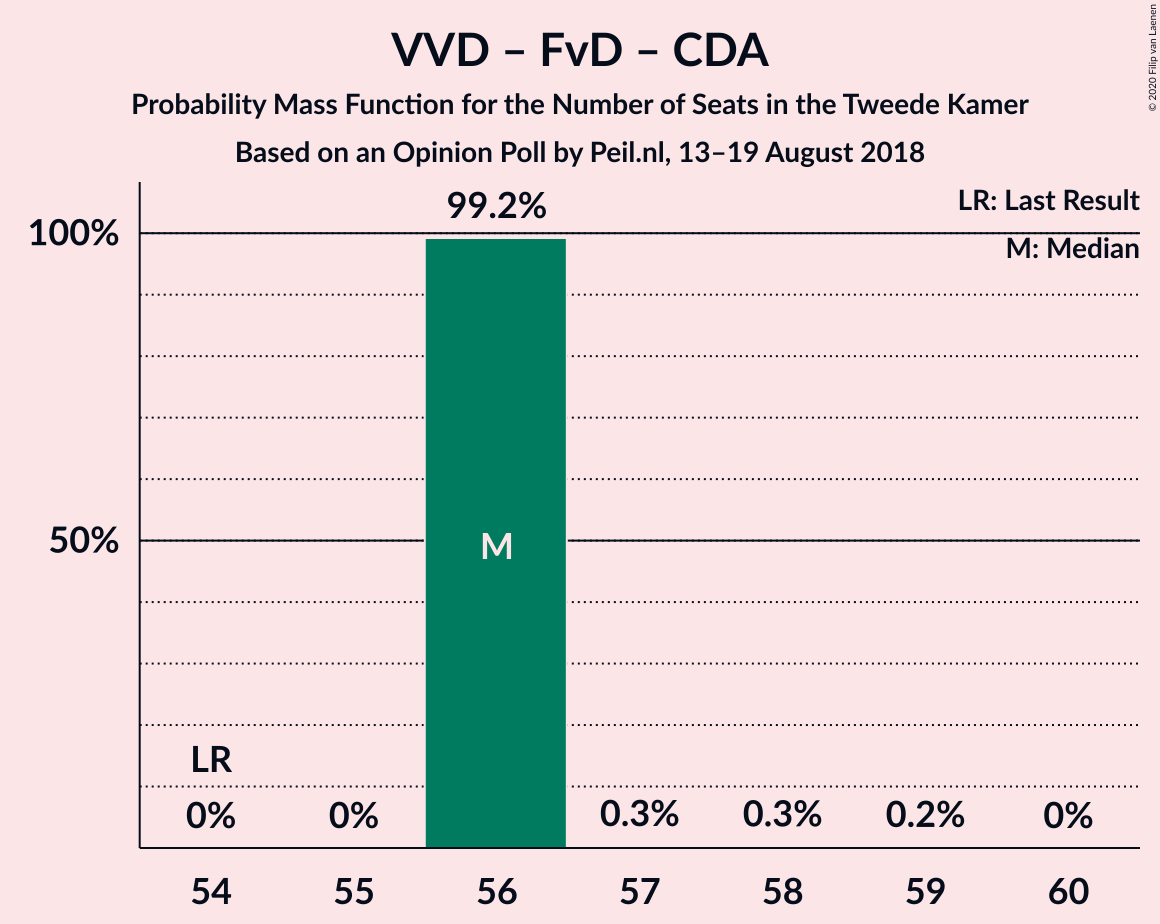 VVD – FvD – CDA
Probability Mass Function for the Number of Seats in the Tweede Kamer
Based on an Opinion Poll by Peil.nl, 13–19 August 2018
© 2020 Filip van Laenen
LR: Last Result
M: Median
99.2%
100%
50%
M
LR
0% 0% 0.3% 0.3% 0.2% 0%
54 55 56 57 58 59 60